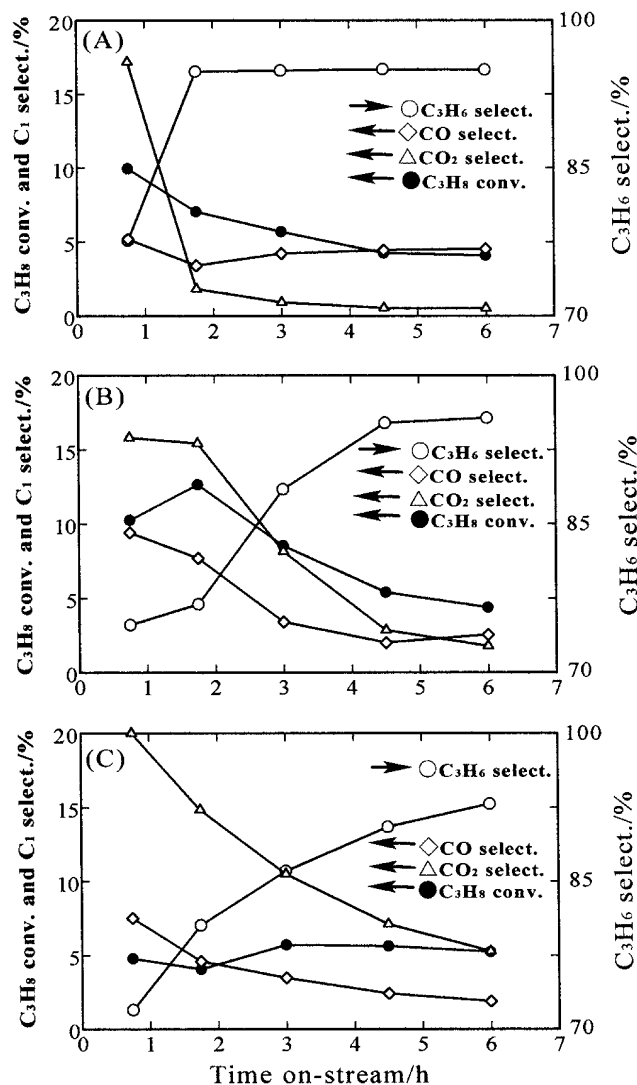 (A)
C₃H₈ conv. and C₁ select./%
20
15
10
5
0
C₃H₆ select.
CO select.
CO₂ select.
C₃H₈ conv.
100
85
70
C₃H₆ select./%
0 1 2 3 4 5 6 7
(B)
C₃H₈ conv. and C₁ select./%
20
15
10
5
0
C₃H₆ select.
CO select.
CO₂ select.
C₃H₈ conv.
100
85
70
C₃H₆ select./%
0 1 2 3 4 5 6 7
(C)
C₃H₈ conv. and C₁ select./%
20
15
10
5
0
C₃H₆ select.
CO select.
CO₂ select.
C₃H₈ conv.
100
85
70
C₃H₆ select./%
0 1 2 3 4 5 6 7
Time on-stream/h